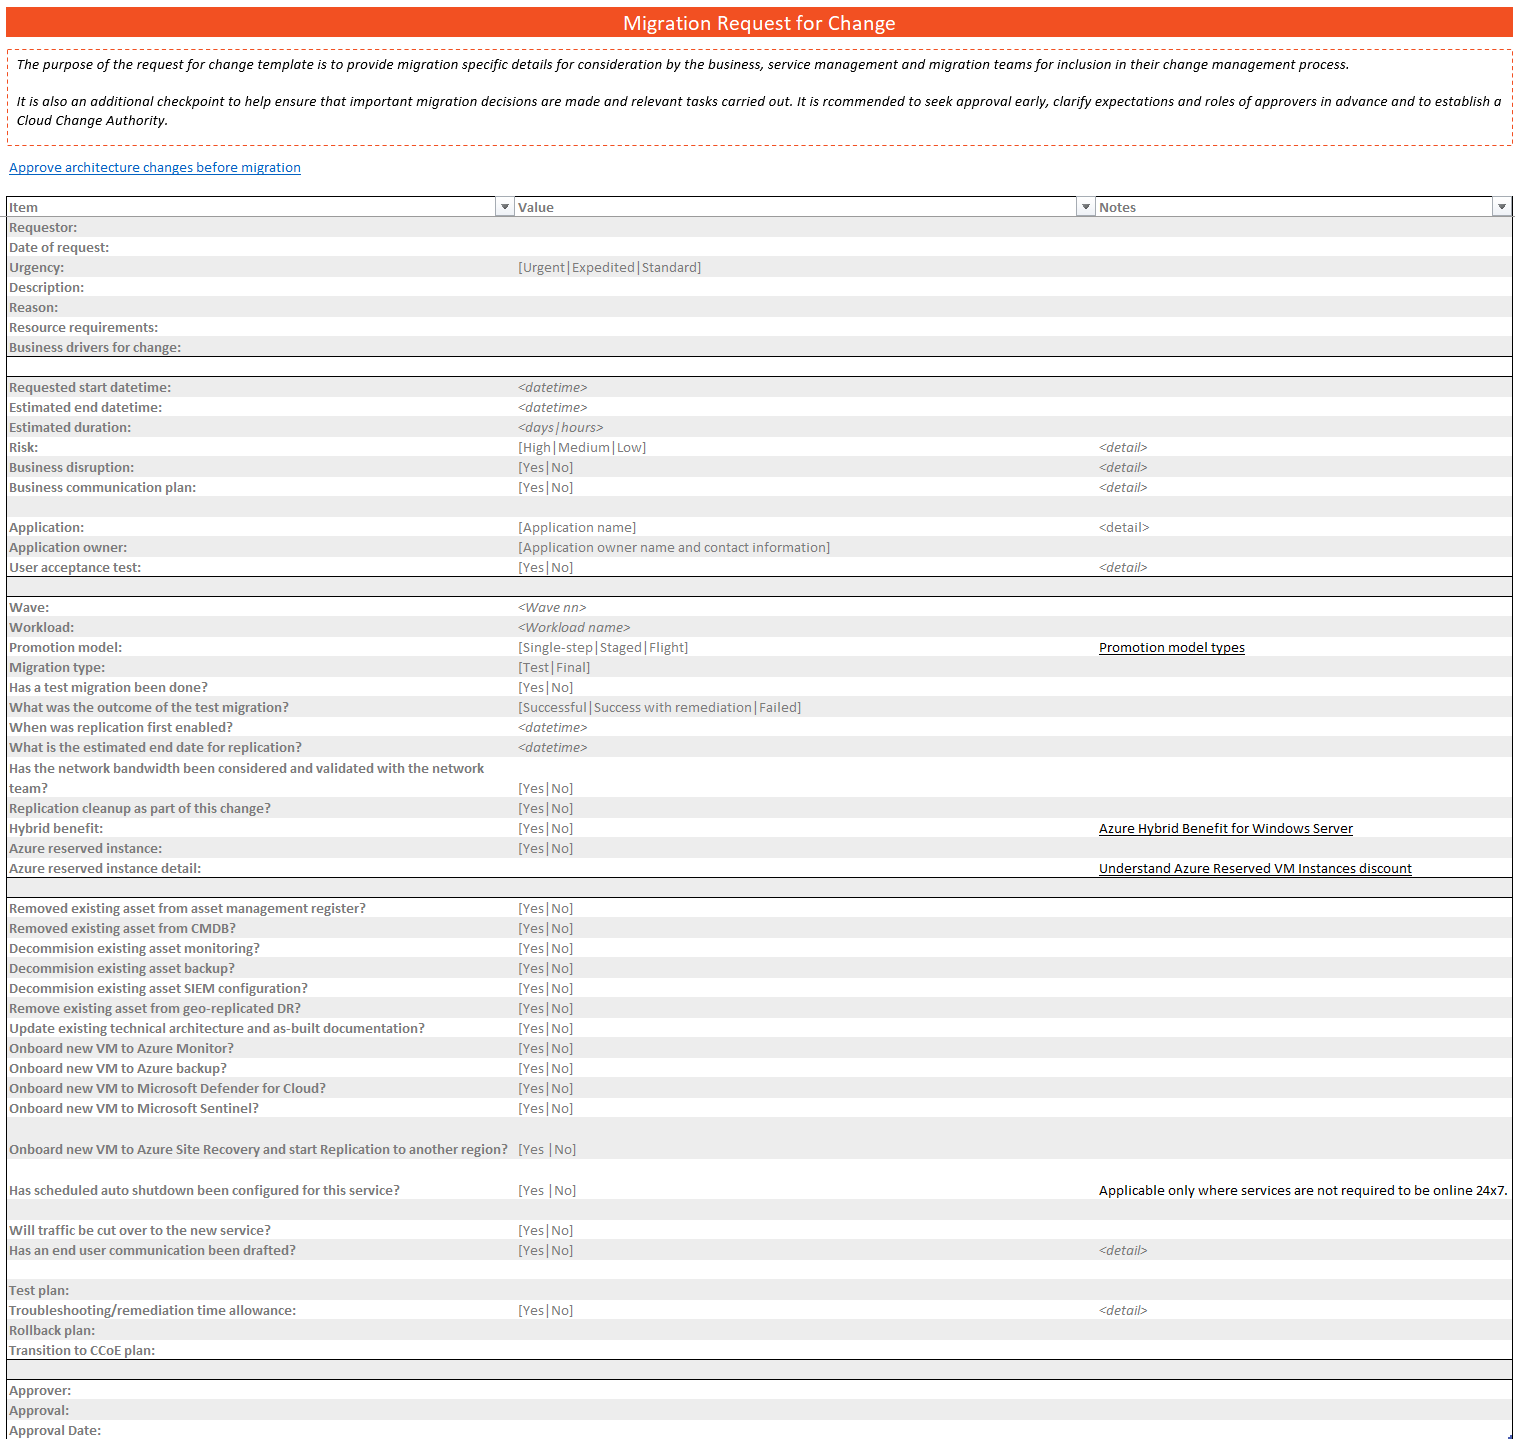 Migration Request for Change
The purpose of the request for change template is to provide migration specific details for consideration by the business, service management and migration teams for inclusion in their change management process.
It is also an additional checkpoint to help ensure that important migration decisions are made and relevant tasks carried out. It is rcommended to seek approval early, clarify expectations and roles of approvers in advance and to establish a
Cloud Change Authority.
Approve architecture changes before migration
Item Value Notes
Requestor:
Date of request:
Urgency: [Urgent|Expedited|Standard]
Description:
Reason:
Resource requirements:
Business drivers for change:
Requested start datetime: <datetime>
Estimated end datetime: <datetime>
Estimated duration: <days|hours>
Risk: [High|Medium|Low] <detail>
Business disruption: [Yes|No] <detail>
Business communication plan: [Yes|No] <detail>
Application: [Application name] <detail>
Application owner: [Application owner name and contact information]
User acceptance test: [Yes|No] <detail>
Wave: <Wave nn>
Workload: <Workload name>
Promotion model: [Single-step|Staged|Flight] Promotion model types
Migration type: [Test|Final]
Has a test migration been done? [Yes|No]
What was the outcome of the test migration? [Successful|Success with remediation|Failed]
When was replication first enabled? <datetime>
What is the estimated end date for replication? <datetime>
Has the network bandwidth been considered and validated with the network
team? [Yes|No]
Replication cleanup as part of this change? [Yes|No]
Hybrid benefit: [Yes|No] Azure Hybrid Benefit for Windows Server
Azure reserved instance: [Yes|No]
Azure reserved instance detail: Understand Azure Reserved VM Instances discount
Removed existing asset from asset management register? [Yes|No]
Removed existing asset from CMDB? [Yes|No]
Decommision existing asset monitoring? [Yes|No]
Decommision existing asset backup? [Yes|No]
Decommision existing asset SIEM configuration? [Yes|No]
Remove existing asset from geo-replicated DR? [Yes|No]
Update existing technical architecture and as-built documentation? [Yes|No]
Onboard new VM to Azure Monitor? [Yes|No]
Onboard new VM to Azure backup? [Yes|No]
Onboard new VM to Microsoft Defender for Cloud? [Yes|No]
Onboard new VM to Microsoft Sentinel? [Yes|No]
Onboard new VM to Azure Site Recovery and start Replication to another region? [Yes |No]
Has scheduled auto shutdown been configured for this service? [Yes |No] Applicable only where services are not required to be online 24x7.
Will traffic be cut over to the new service? [Yes|No]
Has an end user communication been drafted? [Yes|No] <detail>
Test plan:
Troubleshooting/remediation time allowance: [Yes|No] <detail>
Rollback plan:
Transition to CCoE plan:
Approver:
Approval:
Approval Date: